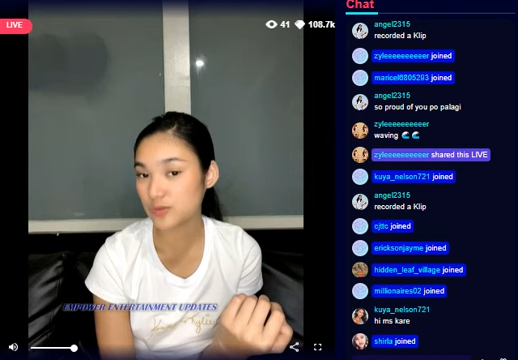 LIVE
41
108.7k
EMPOWER ENTERTAINMENT UPDATES
Chat
angel2315
recorded a Klip
zyleeeeeeeeeer joined
maricel6805293 joined
angel2315
so proud of you po palagi
zyleeeeeeeeeer
waving 🌊 🌊
zyleeeeeeeeeer shared this LIVE
kuya_nelson721 joined
angel2315
recorded a Klip
cjttc joined
ericksonjayme joined
hidden_leaf_village joined
millionaires02 joined
kuya_nelson721
hi ms kare
shirla joined